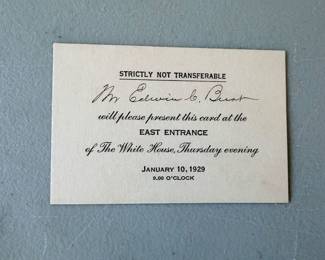 STRICTLY NOT TRANSFERABLE
Mr Edwin C. Burt
will please present this card at the
EAST ENTRANCE
of The White House, Thursday evening
JANUARY 10, 1929
9.00 O'CLOCK